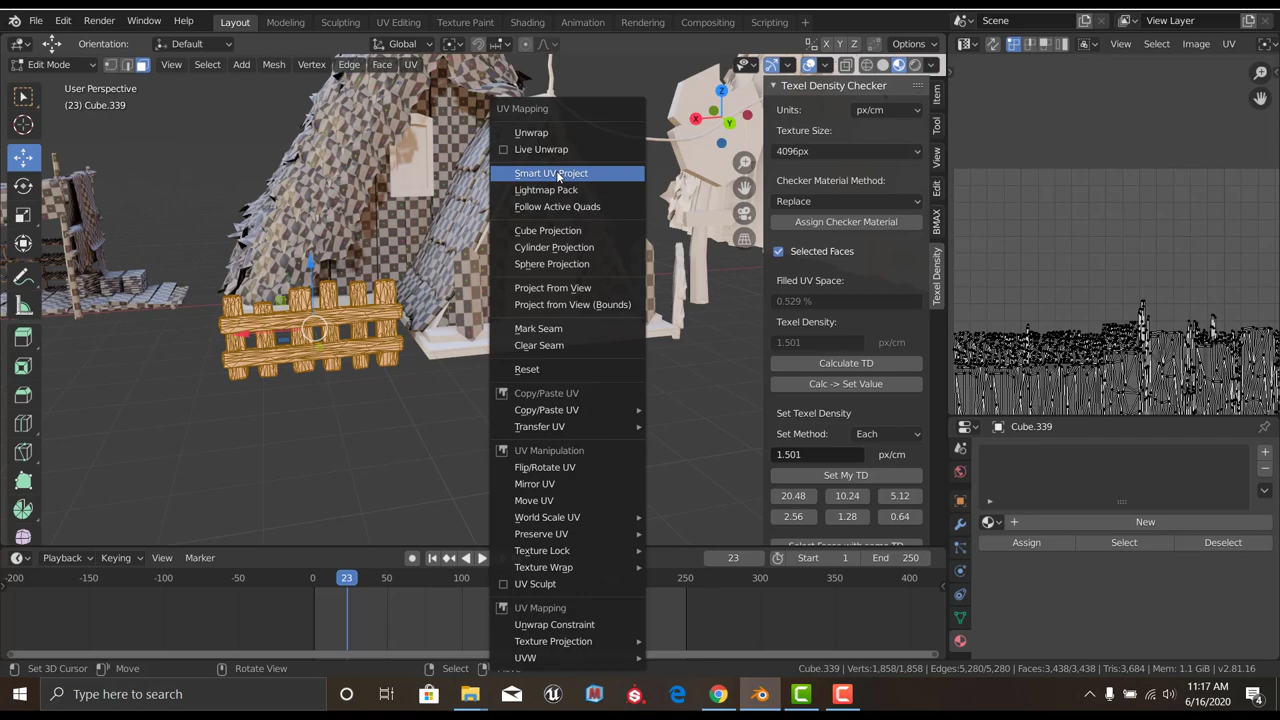 File Edit Render Window Help Layout Modeling Sculpting UV Editing Texture Paint Shading Animation Rendering Compositing Scripting + Scene View Layer
Orientation: Default Global X Y Z Options View Select Image UV
Edit Mode View Select Add Mesh Vertex Edge Face UV
User Perspective
(23) Cube.339
Z
X
Y
UV Mapping
Unwrap
Live Unwrap
Smart UV Project
Lightmap Pack
Follow Active Quads
Cube Projection
Cylinder Projection
Sphere Projection
Project From View
Project from View (Bounds)
Mark Seam
Clear Seam
Reset
Copy/Paste UV
Copy/Paste UV
Transfer UV
UV Manipulation
Flip/Rotate UV
Mirror UV
Move UV
World Scale UV
Preserve UV
Texture Lock
Texture Wrap
UV Sculpt
UV Mapping
Unwrap Constraint
Texture Projection
UVW
Texel Density Checker
Units: px/cm
Texture Size:
4096px
Checker Material Method:
Replace
Assign Checker Material
Selected Faces
Filled UV Space:
0.529 %
Texel Density:
1.501 px/cm
Calculate TD
Calc -> Set Value
Set Texel Density
Set Method: Each
1.501 px/cm
Set My TD
20.48 10.24 5.12
2.56 1.28 0.64
Select Faces with same TD
Item
Tool
View
Edit
BMAX
Texel Density
Cube.339
New
Assign Select Deselect
Playback Keying View Marker 23 Start 1 End 250
-200 -150 -100 -50 0 23 50 100 250 300 350 400
Set 3D Cursor Move Rotate View Select Move Cube.339 | Verts:1,858/1,858 | Edges:5,280/5,280 | Faces:3,438/3,438 | Tris:3,684 | Mem: 1.1 GiB | v2.81.16
Type here to search
11:17 AM
6/16/2020
4